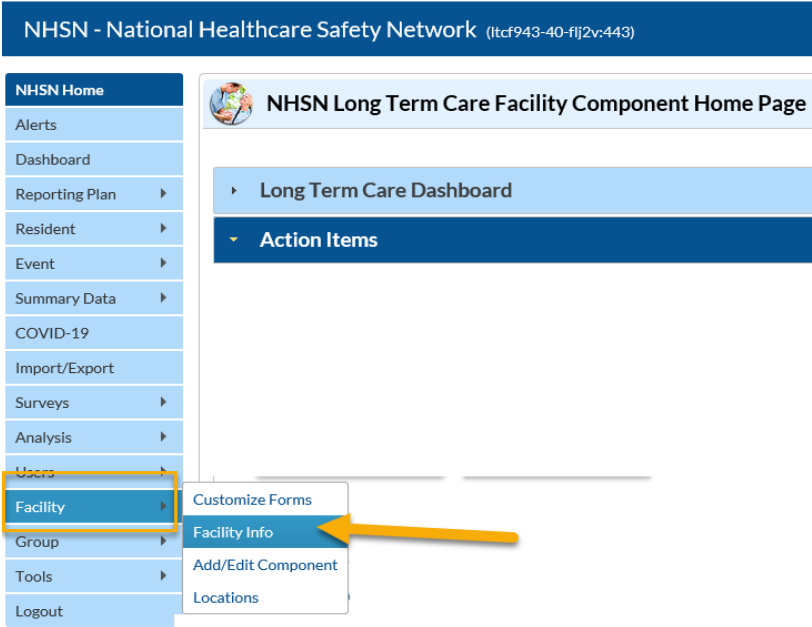 NHSN - National Healthcare Safety Network (ltcf943-40-flj2v:443)
NHSN Home
Alerts
Dashboard
Reporting Plan
Resident
Event
Summary Data
COVID-19
Import/Export
Surveys
Analysis
Users
Facility
Group
Tools
Logout
NHSN Long Term Care Facility Component Home Page
Long Term Care Dashboard
Action Items
Customize Forms
Facility Info
Add/Edit Component
Locations